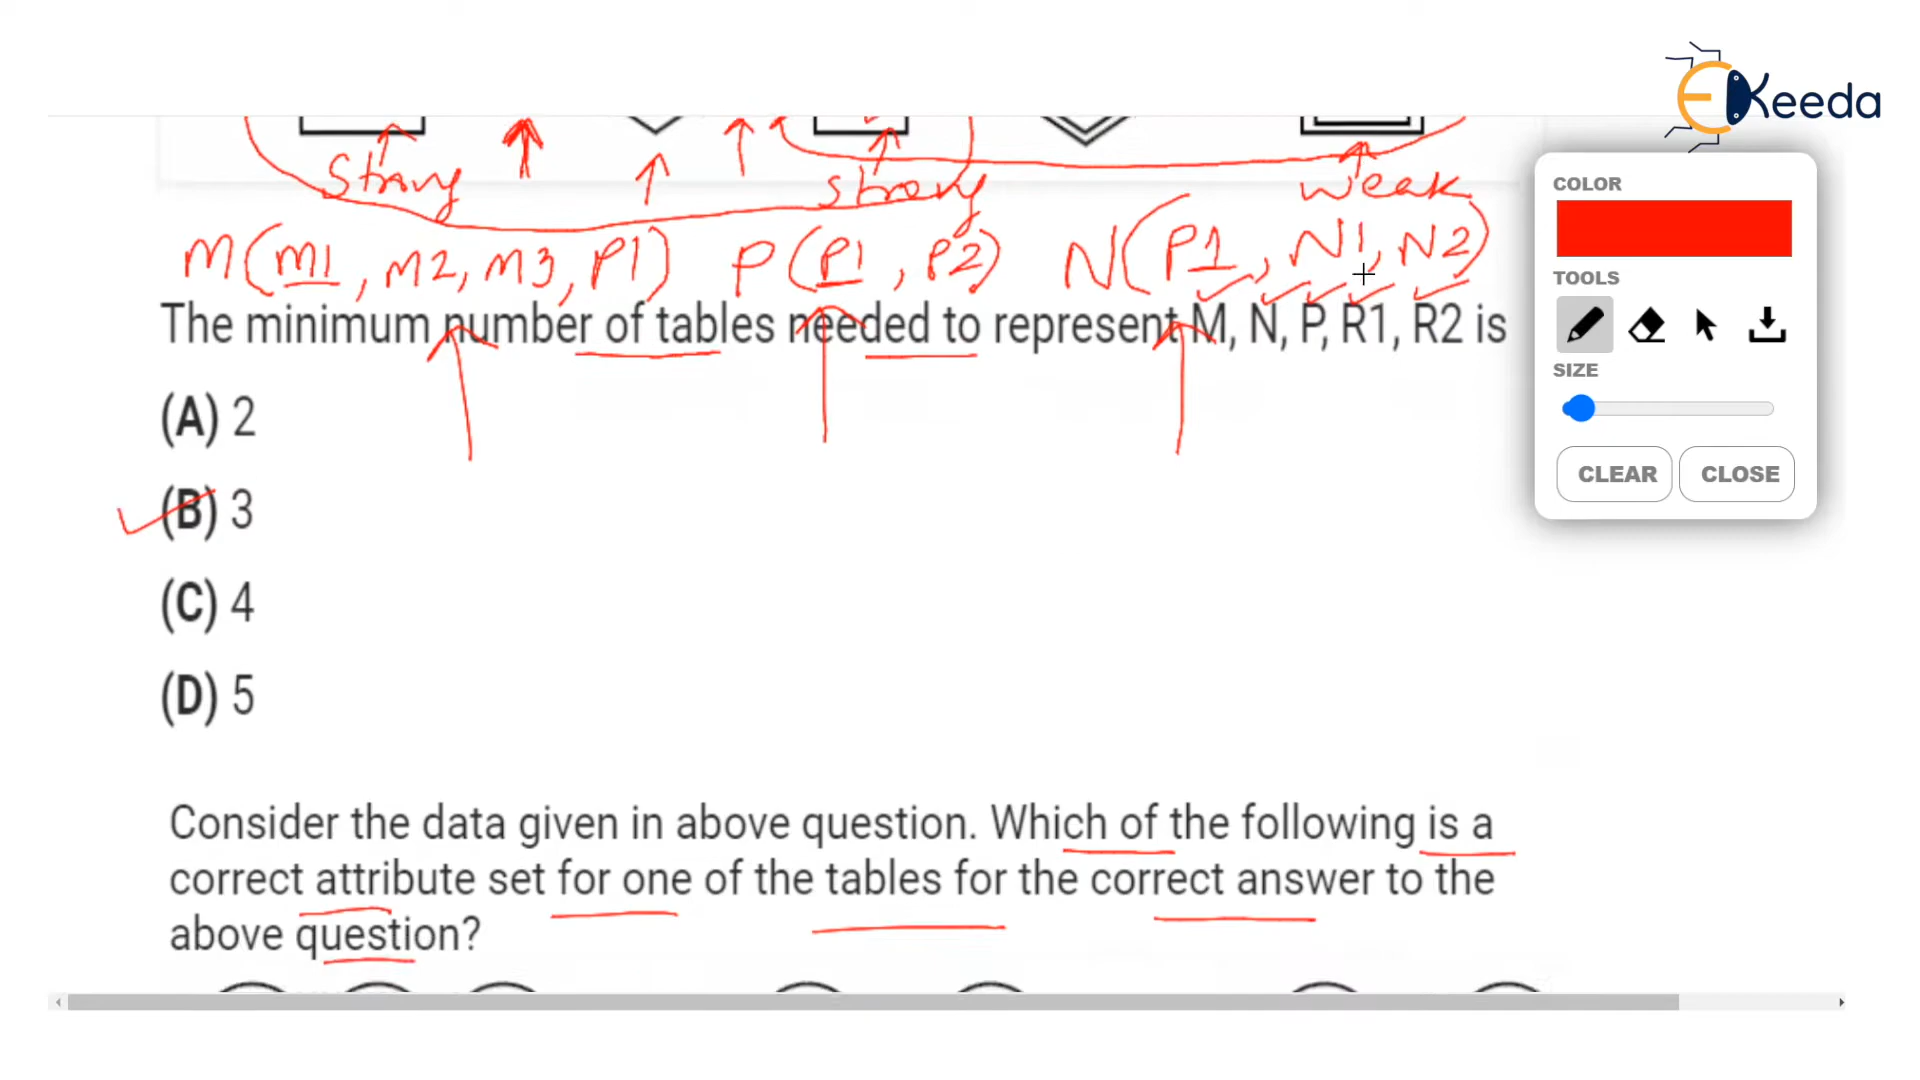 EKeeda
Strong
strong
weak
M(m1, m2, m3, P1) P(P1, P2) N(P1, N1, N2)
The minimum number of tables needed to represent M, N, P, R1, R2 is
(A) 2
(B) 3
(C) 4
(D) 5
Consider the data given in above question. Which of the following is a
correct attribute set for one of the tables for the correct answer to the
above question?
COLOR
TOOLS
SIZE
CLEAR CLOSE